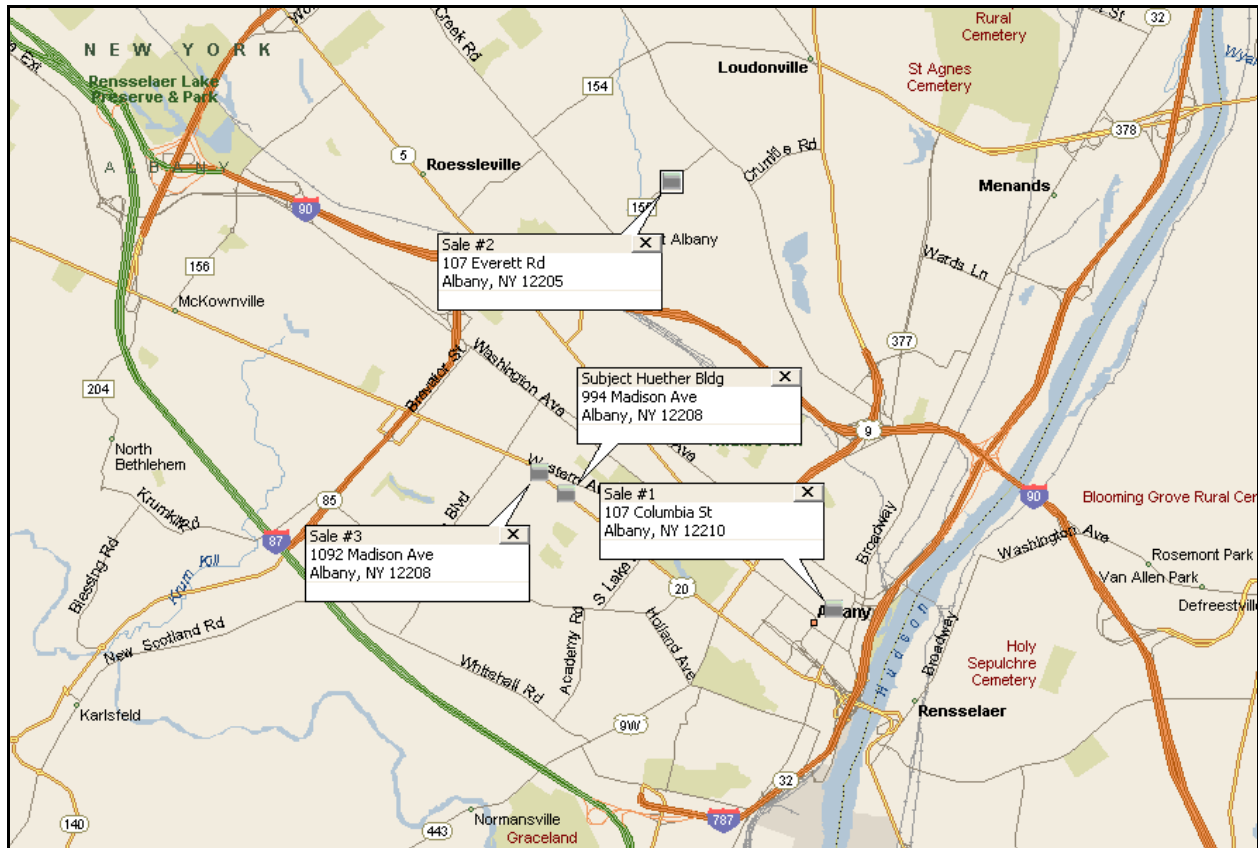 Rural
Cemetery
32
Creek Rd
NEW YORK
Rensselaer Lake
Preserve & Park
Loudonville
St Agnes
Cemetery
154
378
ALBANY
5
Roessleville
Crumitie Rd
Menands
90
155
Sale #2
107 Everett Rd
Albany, NY 12205
t Albany
156
McKownville
Wards Ln
377
204
Brevator St
Washington Ave
Subject Huether Bldg
994 Madison Ave
Albany, NY 12208
Ave
9
North
Bethlehem
Western A
Sale #1
107 Columbia St
Albany, NY 12210
90
Blooming Grove Rural Cer
85
Krumkill Rd
Blvd
Broadway
87
Sale #3
1092 Madison Ave
Albany, NY 12208
Washington Ave
Rosemont Park
Van Allen Park
Defreestville
Blessing Rd
Krum Kill
S Lake
20
Albany
Hudson
Broadway
New Scotland Rd
Academy Rd
Holland Ave
Holy
Sepulchre
Cemetery
Whitehall Rd
Karlsfeld
9W
Rensselaer
32
140
443
Normansville
Graceland
787